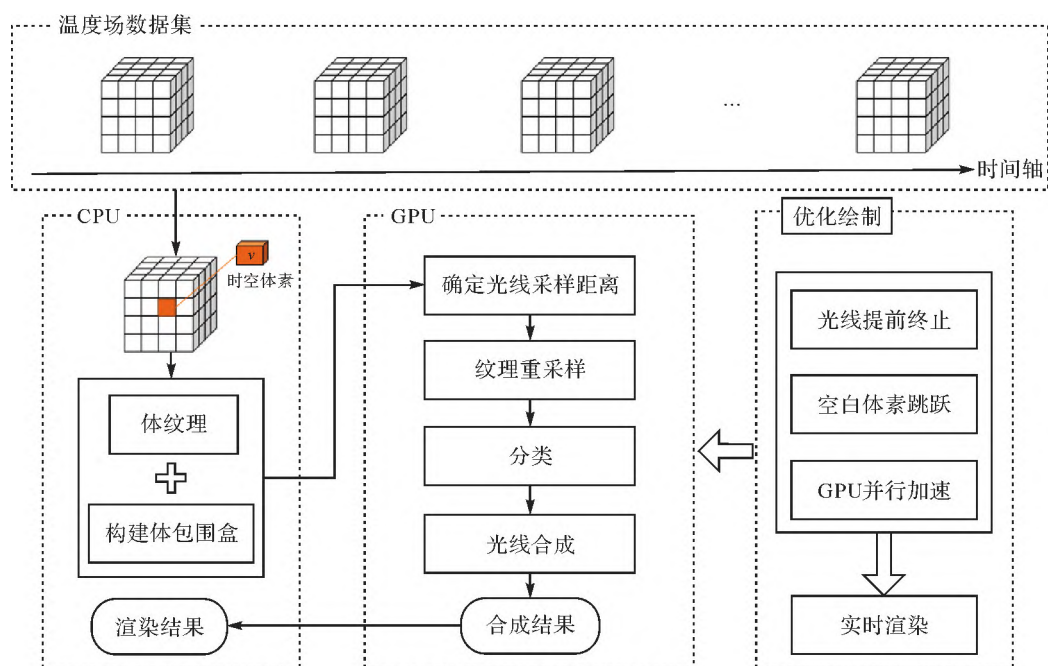 温度场数据集
...
时间轴
CPU
v
时空体素
体纹理
构建体包围盒
渲染结果
GPU
确定光线采样距离
纹理重采样
分类
光线合成
合成结果
优化绘制
光线提前终止
空白体素跳跃
GPU并行加速
实时渲染